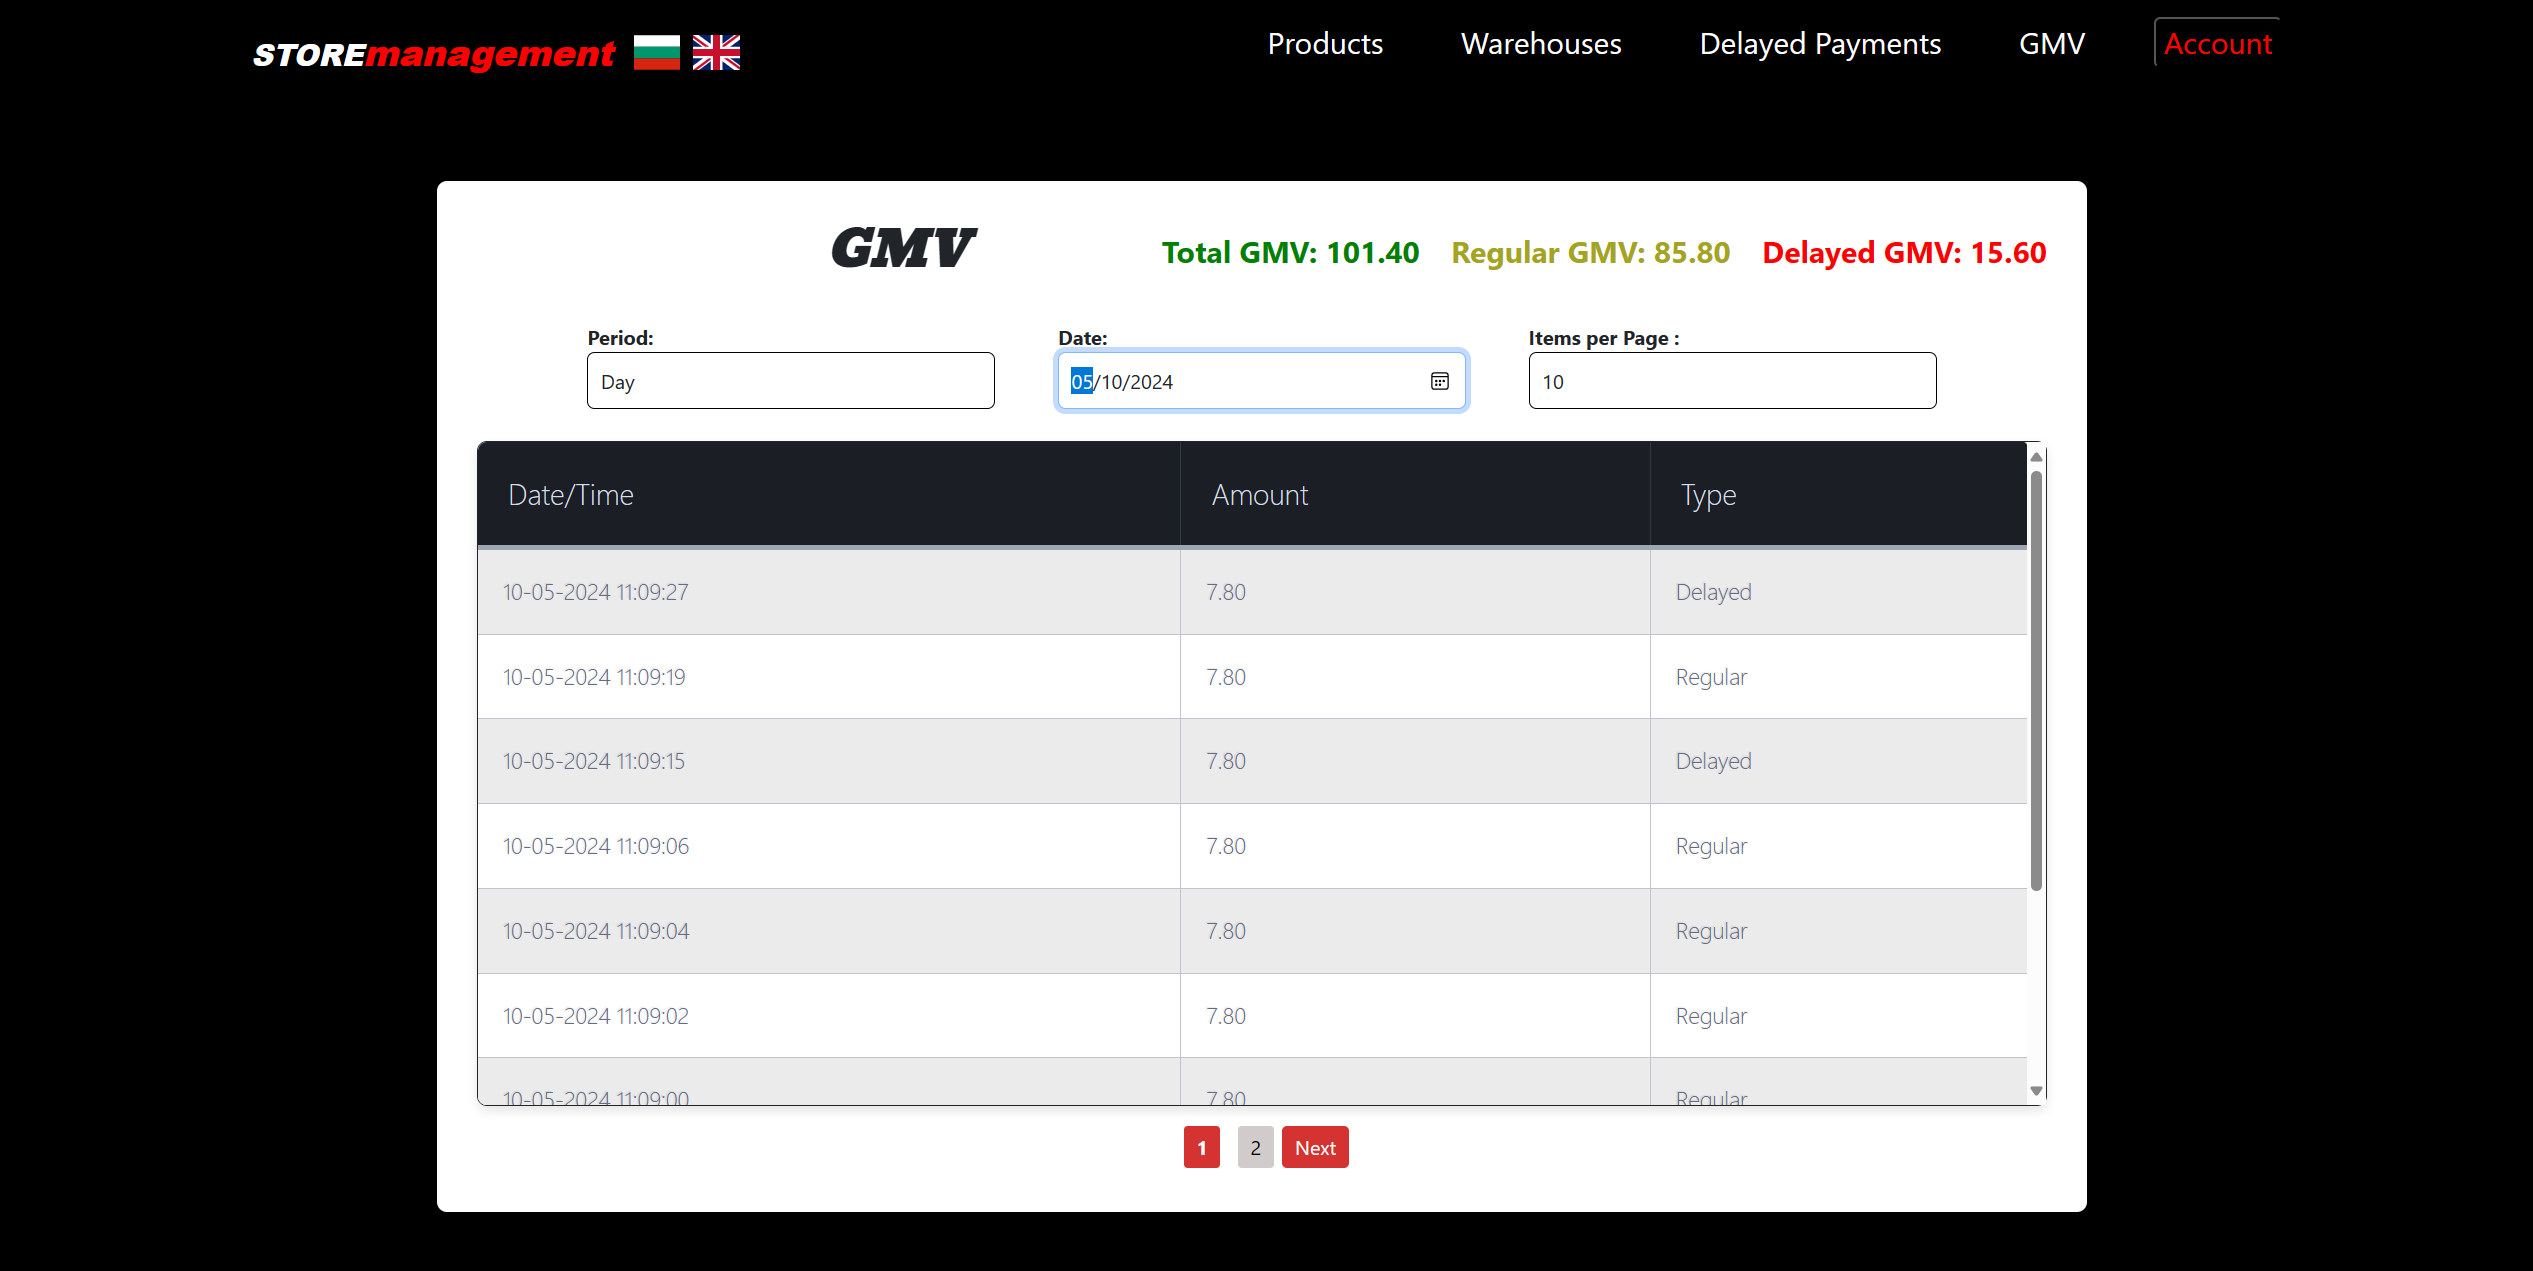 STOREmanagement Products Warehouses Delayed Payments GMV Account
GMV Total GMV: 101.40 Regular GMV: 85.80 Delayed GMV: 15.60
Period: Date: Items per Page :
Day 05/10/2024 10
Date/Time Amount Type
10-05-2024 11:09:27 7.80 Delayed
10-05-2024 11:09:19 7.80 Regular
10-05-2024 11:09:15 7.80 Delayed
10-05-2024 11:09:06 7.80 Regular
10-05-2024 11:09:04 7.80 Regular
10-05-2024 11:09:02 7.80 Regular
10-05-2024 11:09:00 7.80 Regular
1 2 Next